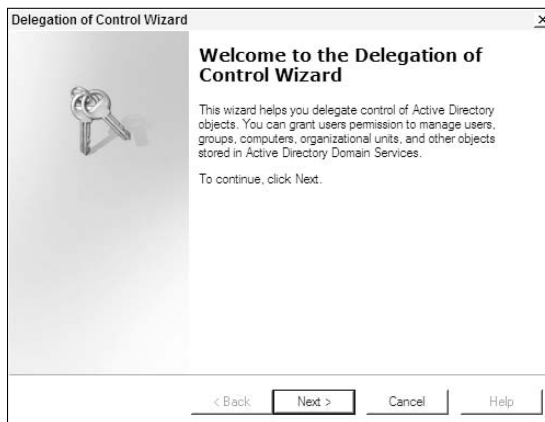 Delegation of Control Wizard
Welcome to the Delegation of
Control Wizard
This wizard helps you delegate control of Active Directory
objects. You can grant users permission to manage users,
groups, computers, organizational units, and other objects
stored in Active Directory Domain Services.
To continue, click Next.
< Back
Next >
Cancel
Help